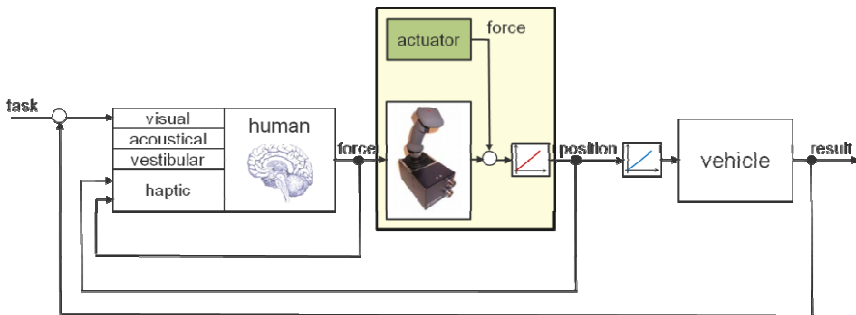 task
visual
acoustical
vestibular
haptic
human
force
actuator
force
position
vehicle
result